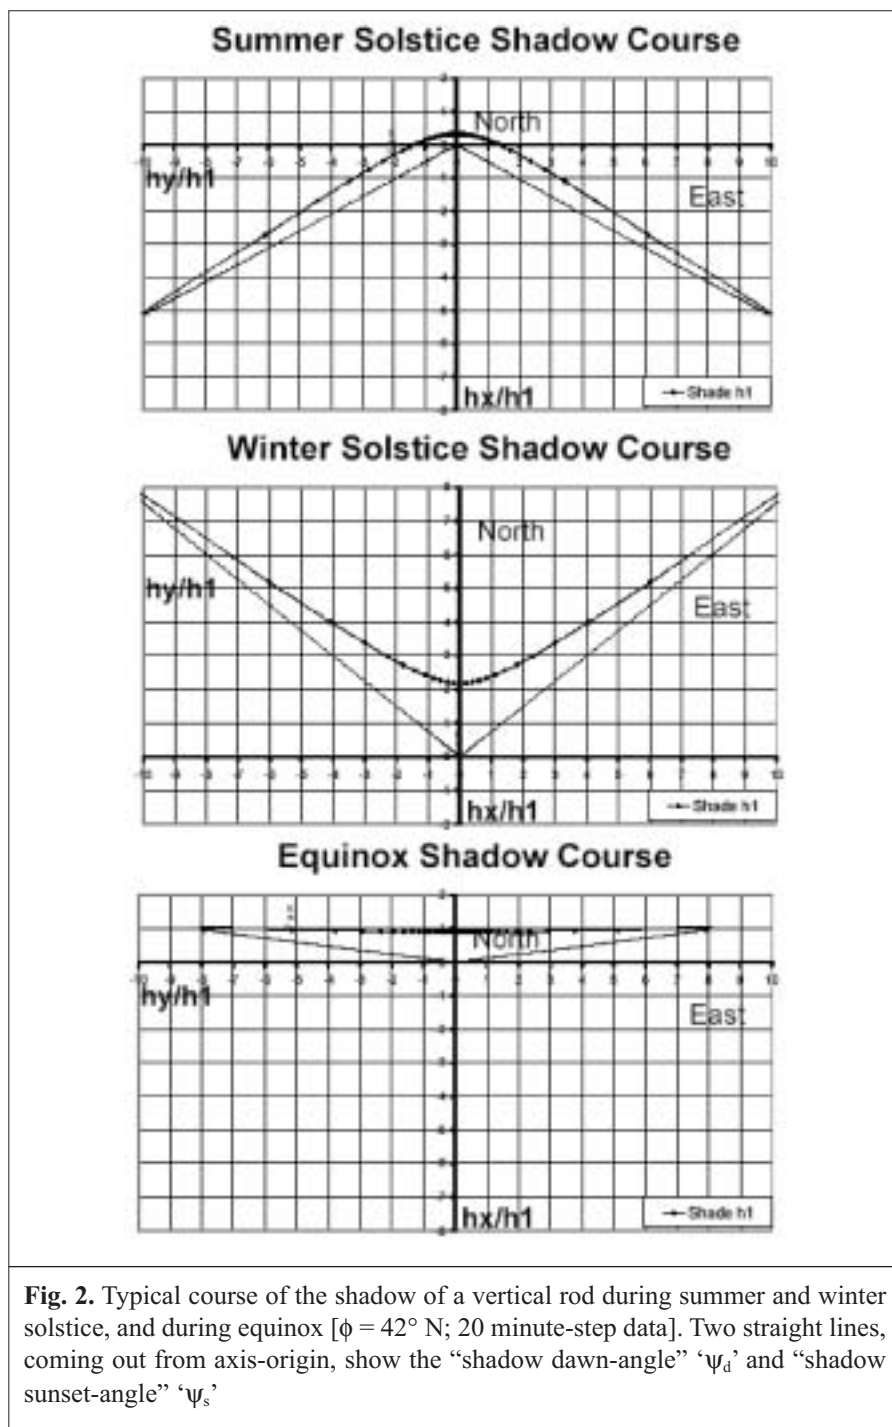 Summer Solstice Shadow Course
North
hy/h1
East
hx/h1
Shade h1
Winter Solstice Shadow Course
North
hy/h1
East
hx/h1
Shade h1
Equinox Shadow Course
North
hy/h1
East
hx/h1
Shade h1
Fig. 2. Typical course of the shadow of a vertical rod during summer and winter
solstice, and during equinox [ϕ = 42° N; 20 minute-step data]. Two straight lines,
coming out from axis-origin, show the “shadow dawn-angle” ‘ψd’ and “shadow
sunset-angle” ‘ψs’